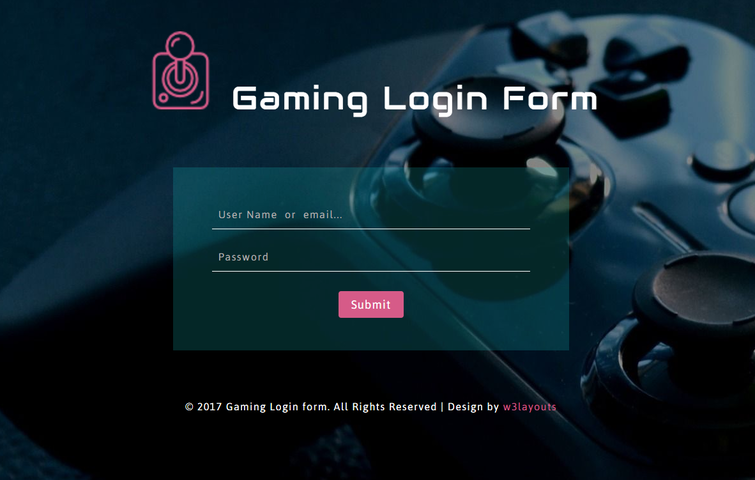 Gaming Login Form
User Name or email...
Password
Submit
© 2017 Gaming Login form. All Rights Reserved | Design by w3layouts